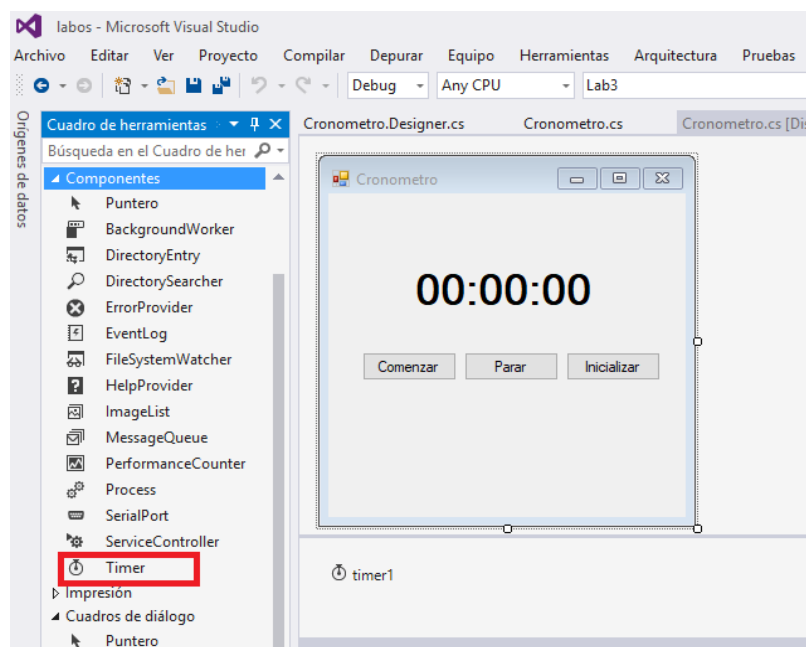 labos - Microsoft Visual Studio
Archivo Editar Ver Proyecto Compilar Depurar Equipo Herramientas Arquitectura Pruebas
Debug Any CPU Lab3
Orígenes de datos
Cuadro de herramientas
Cronometro.Designer.cs Cronometro.cs Cronometro.cs [Dis
Búsqueda en el Cuadro de her
Componentes
Puntero
BackgroundWorker
DirectoryEntry
DirectorySearcher
ErrorProvider
EventLog
FileSystemWatcher
HelpProvider
ImageList
MessageQueue
PerformanceCounter
Process
SerialPort
ServiceController
Timer
Impresión
Cuadros de diálogo
Puntero
Cronometro
00:00:00
Comenzar Parar Inicializar
timer1